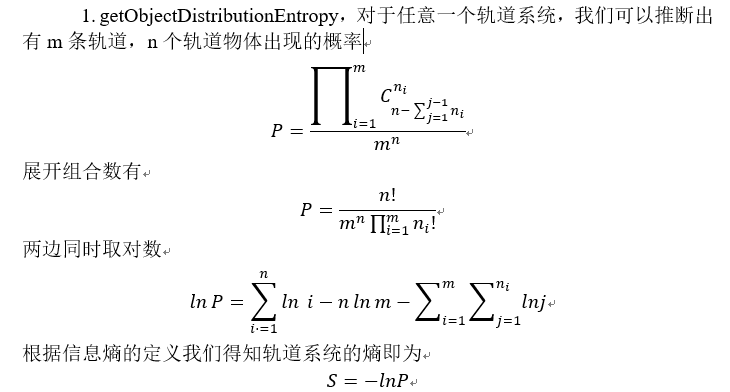 1. getObjectDistributionEntropy，对于任意一个轨道系统，我们可以推断出
有 m 条轨道，n 个轨道物体出现的概率
P = \frac{\prod_{i=1}^{m} C_{n-\sum_{j=1}^{j-1} n_i}^{n_i}}{m^n}
展开组合数有
P = \frac{n!}{m^n \prod_{i=1}^{m} n_i!}
两边同时取对数
ln P = \sum_{i·=1}^{n} ln i − n ln m − \sum_{i=1}^{m} \sum_{j=1}^{n_i} lnj
根据信息熵的定义我们得知轨道系统的熵即为
S = −lnP